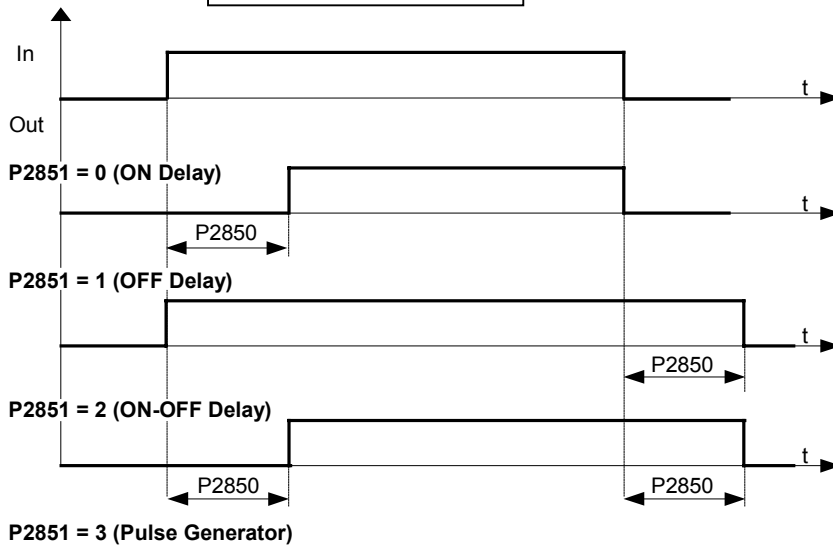 In
t
Out
P2851 = 0 (ON Delay)
t
P2850
P2851 = 1 (OFF Delay)
t
P2850
P2851 = 2 (ON-OFF Delay)
t
P2850 P2850
P2851 = 3 (Pulse Generator)